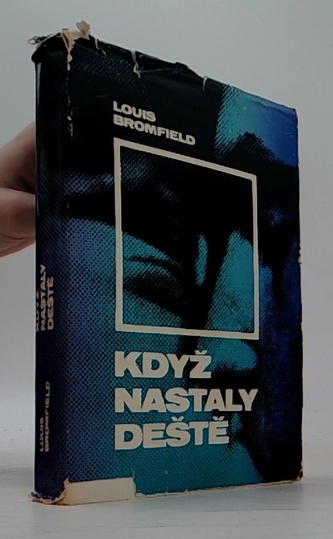 LOUIS
BROMFIELD
KDYŽ
NASTALY
DEŠTĚ
KDYŽ
NASTALY
DEŠTĚ
LOUIS
BROMFIELD